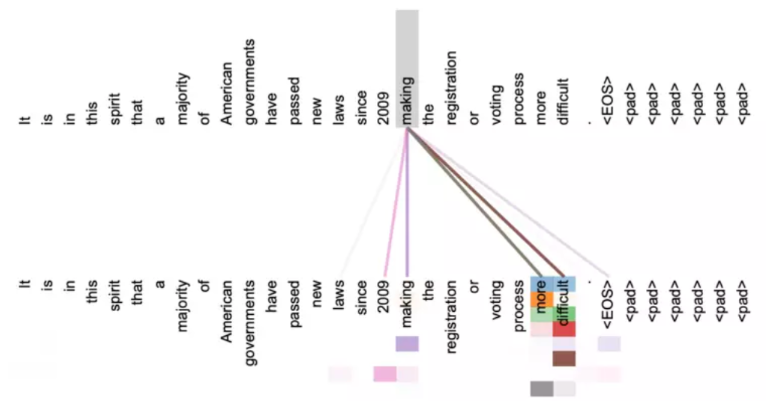 It is in this spirit that a majority of American governments have passed new laws since 2009 making the registration or voting process more difficult . <EOS> <pad> <pad> <pad> <pad> <pad> <pad>
It is in this spirit that a majority of American governments have passed new laws since 2009 making the registration or voting process more difficult . <EOS> <pad> <pad> <pad> <pad> <pad> <pad>